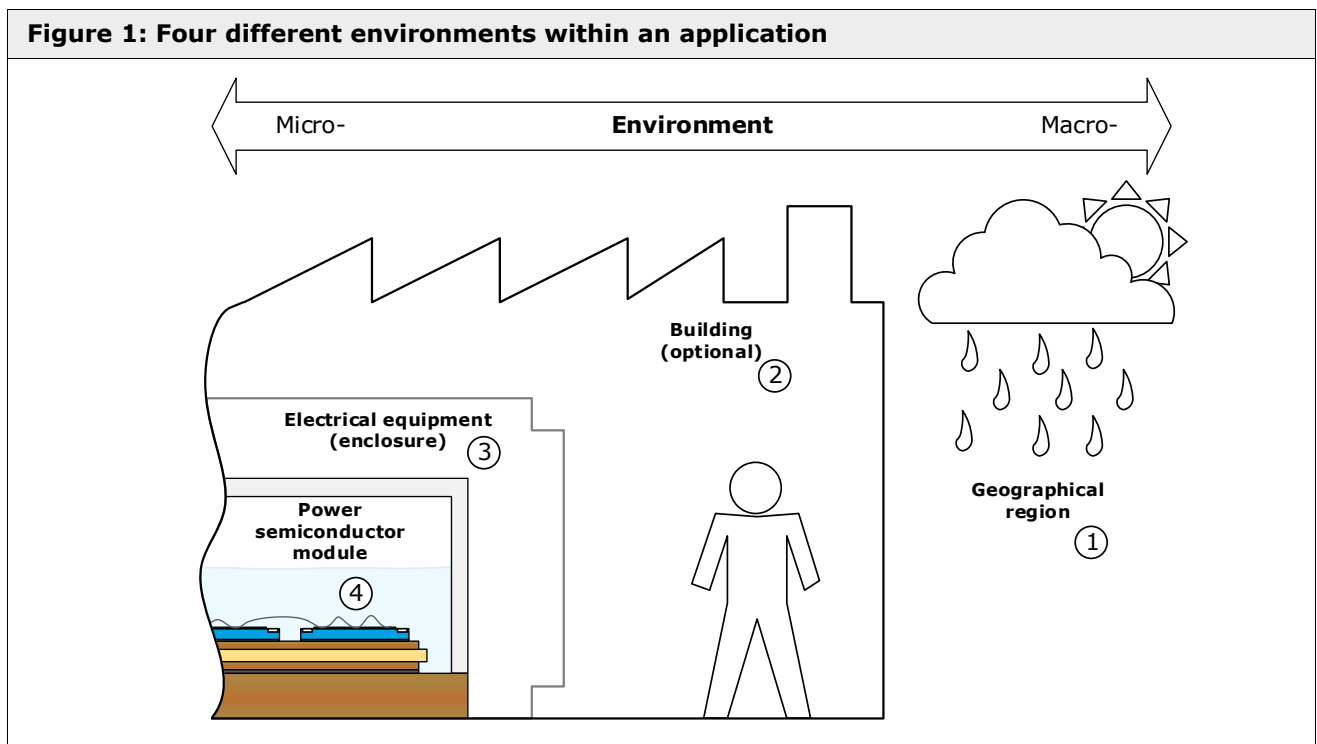 Figure 1: Four different environments within an application
Micro-
Environment
Macro-
Building
(optional)
2
Electrical equipment
(enclosure)
3
Power
semiconductor
module
4
Geographical
region
1